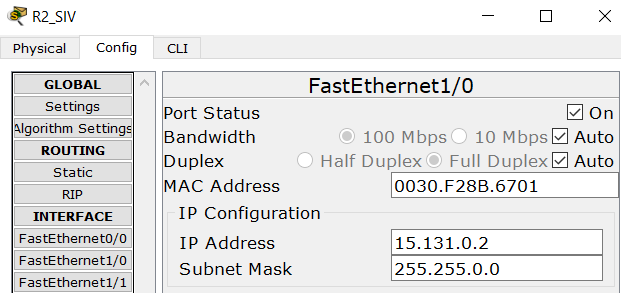 R2_SIV
Physical Config CLI
GLOBAL
Settings
Algorithm Settings
ROUTING
Static
RIP
INTERFACE
FastEthernet0/0
FastEthernet1/0
FastEthernet1/1
FastEthernet1/0
Port Status On
Bandwidth 100 Mbps 10 Mbps Auto
Duplex Half Duplex Full Duplex Auto
MAC Address 0030.F28B.6701
IP Configuration
IP Address 15.131.0.2
Subnet Mask 255.255.0.0